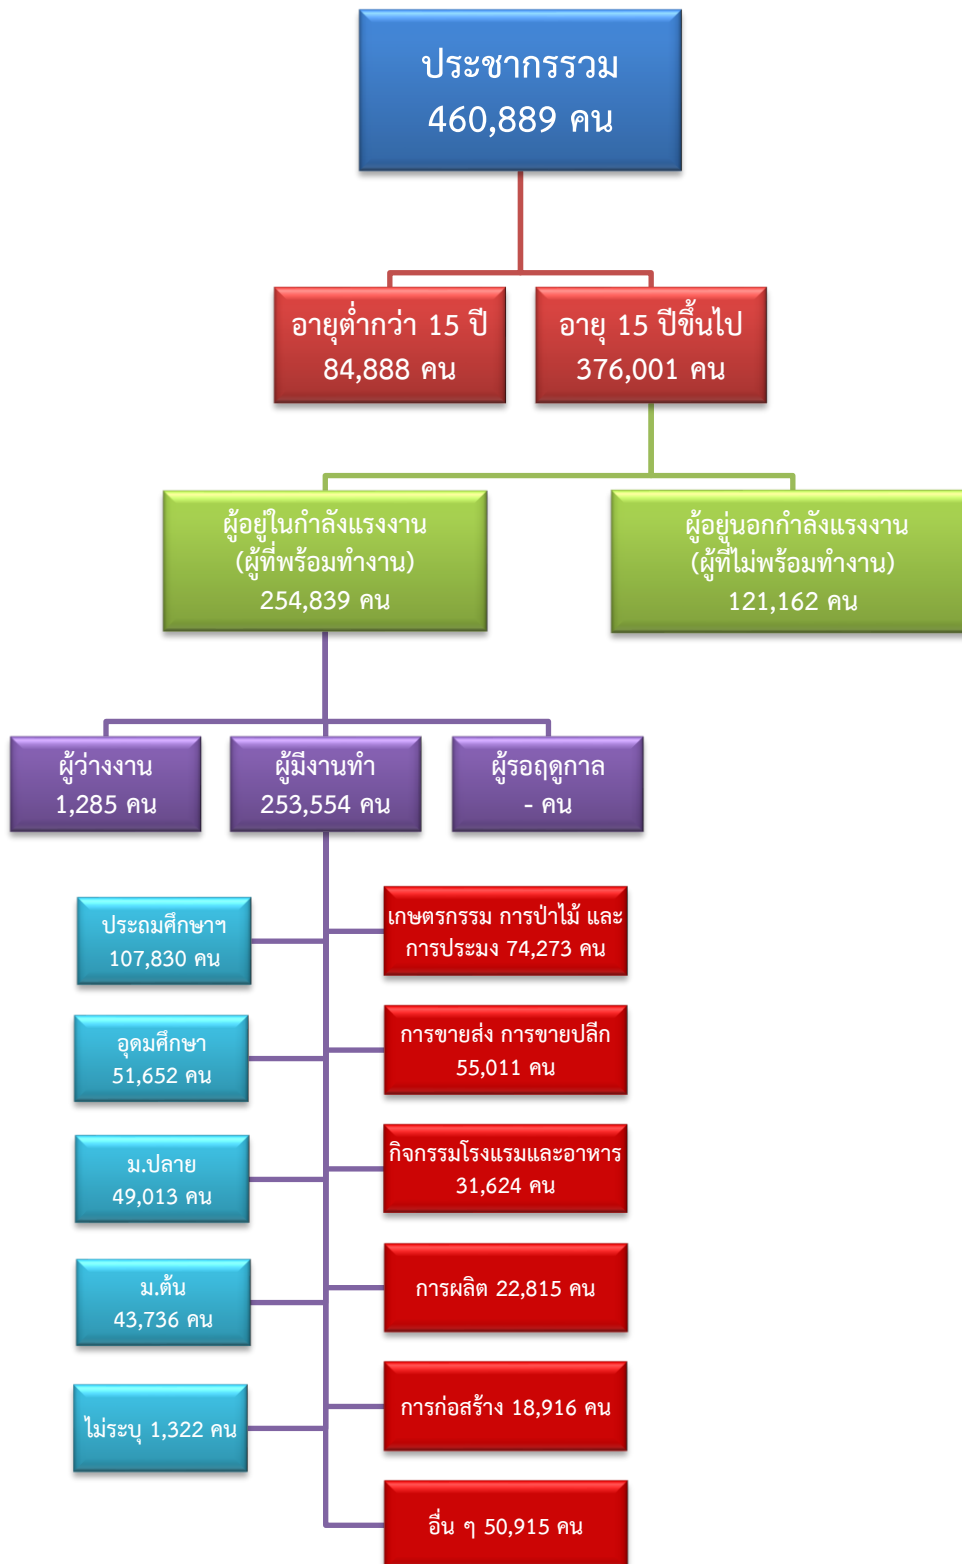 ประชากรรวม
460,889 คน
อายุต่ำกว่า 15 ปี
84,888 คน
อายุ 15 ปีขึ้นไป
376,001 คน
ผู้อยู่ในกำลังแรงงาน
(ผู้ที่พร้อมทำงาน)
254,839 คน
ผู้อยู่นอกกำลังแรงงาน
(ผู้ที่ไม่พร้อมทำงาน)
121,162 คน
ผู้ว่างงาน
1,285 คน
ผู้มีงานทำ
253,554 คน
ผู้รอฤดูกาล
- คน
ประถมศึกษาฯ
107,830 คน
อุดมศึกษา
51,652 คน
ม.ปลาย
49,013 คน
ม.ต้น
43,736 คน
ไม่ระบุ 1,322 คน
เกษตรกรรม การป่าไม้ และ
การประมง 74,273 คน
การขายส่ง การขายปลีก
55,011 คน
กิจกรรมโรงแรมและอาหาร
31,624 คน
การผลิต 22,815 คน
การก่อสร้าง 18,916 คน
อื่น ๆ 50,915 คน